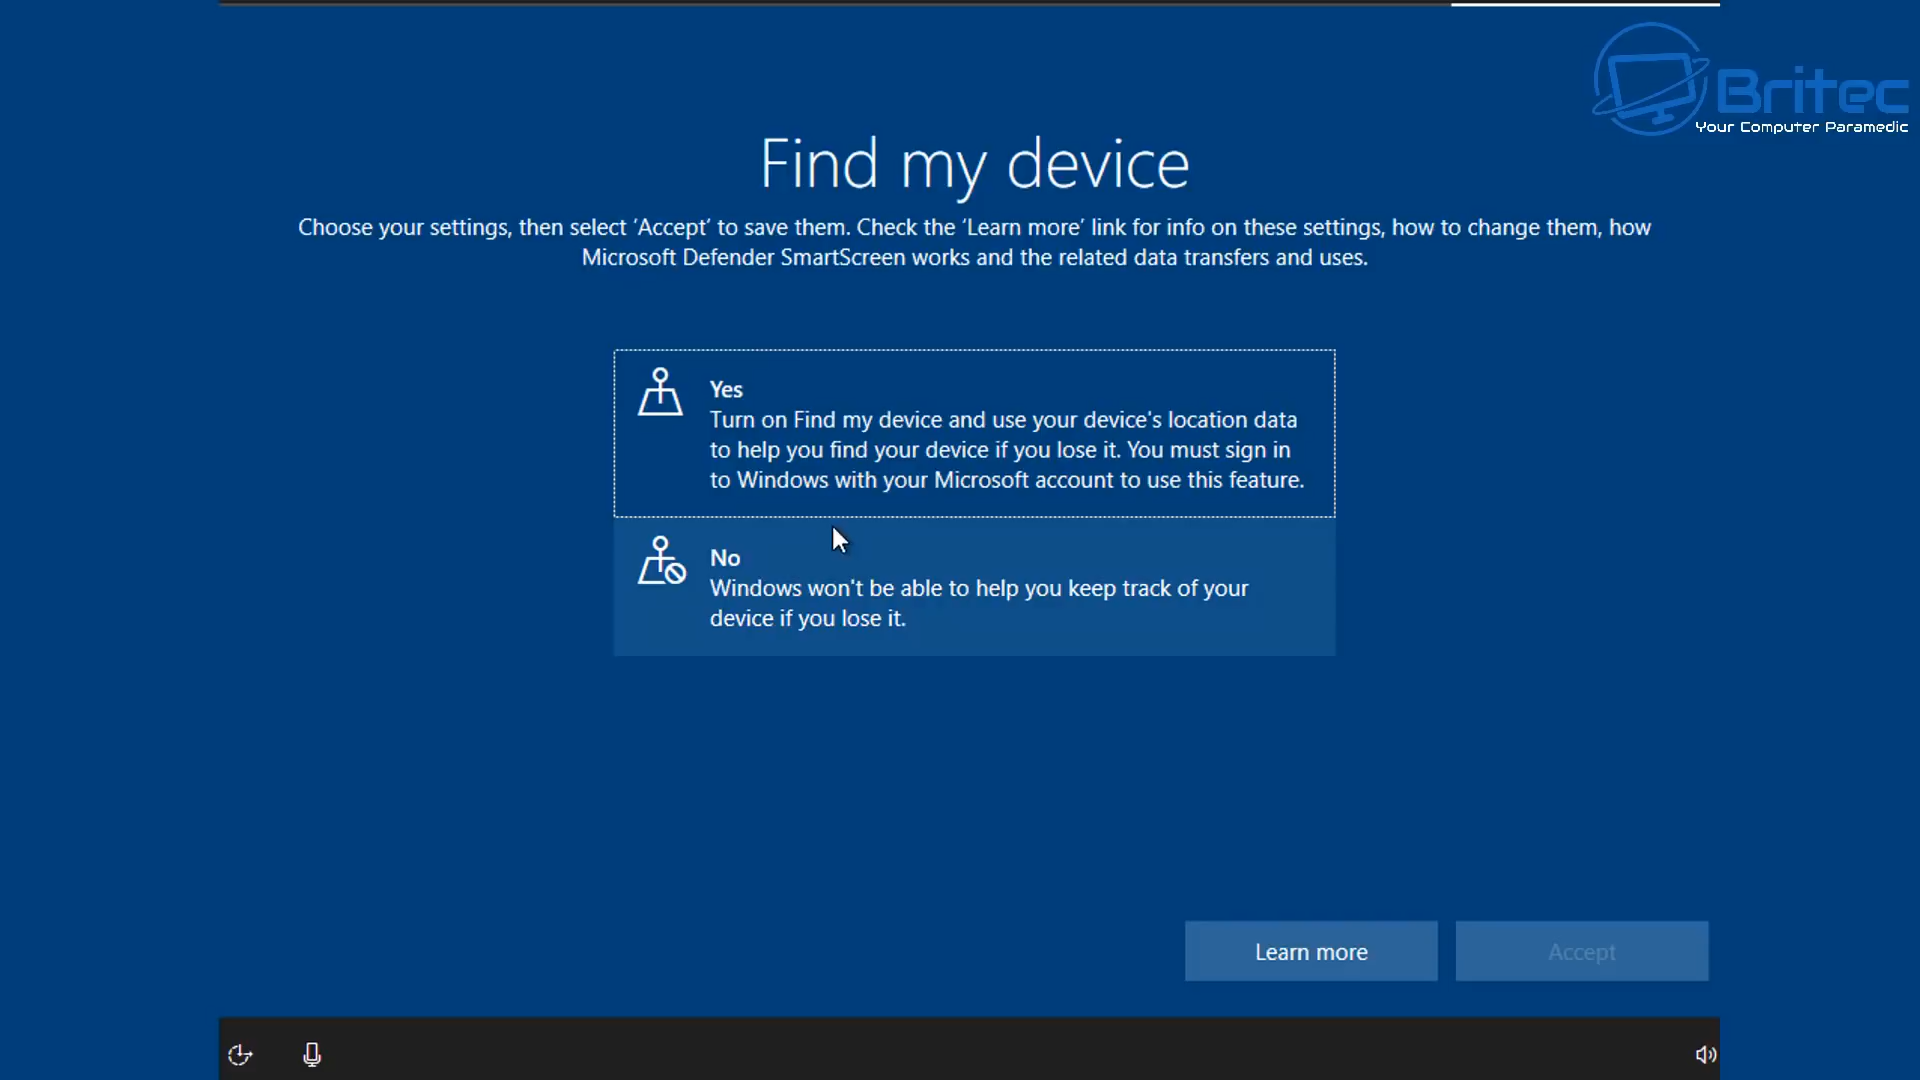 Britec
Your Computer Paramedic
Find my device
Choose your settings, then select ‘Accept’ to save them. Check the ‘Learn more’ link for info on these settings, how to change them, how
Microsoft Defender SmartScreen works and the related data transfers and uses.
Yes
Turn on Find my device and use your device's location data
to help you find your device if you lose it. You must sign in
to Windows with your Microsoft account to use this feature.
No
Windows won't be able to help you keep track of your
device if you lose it.
Learn more
Accept